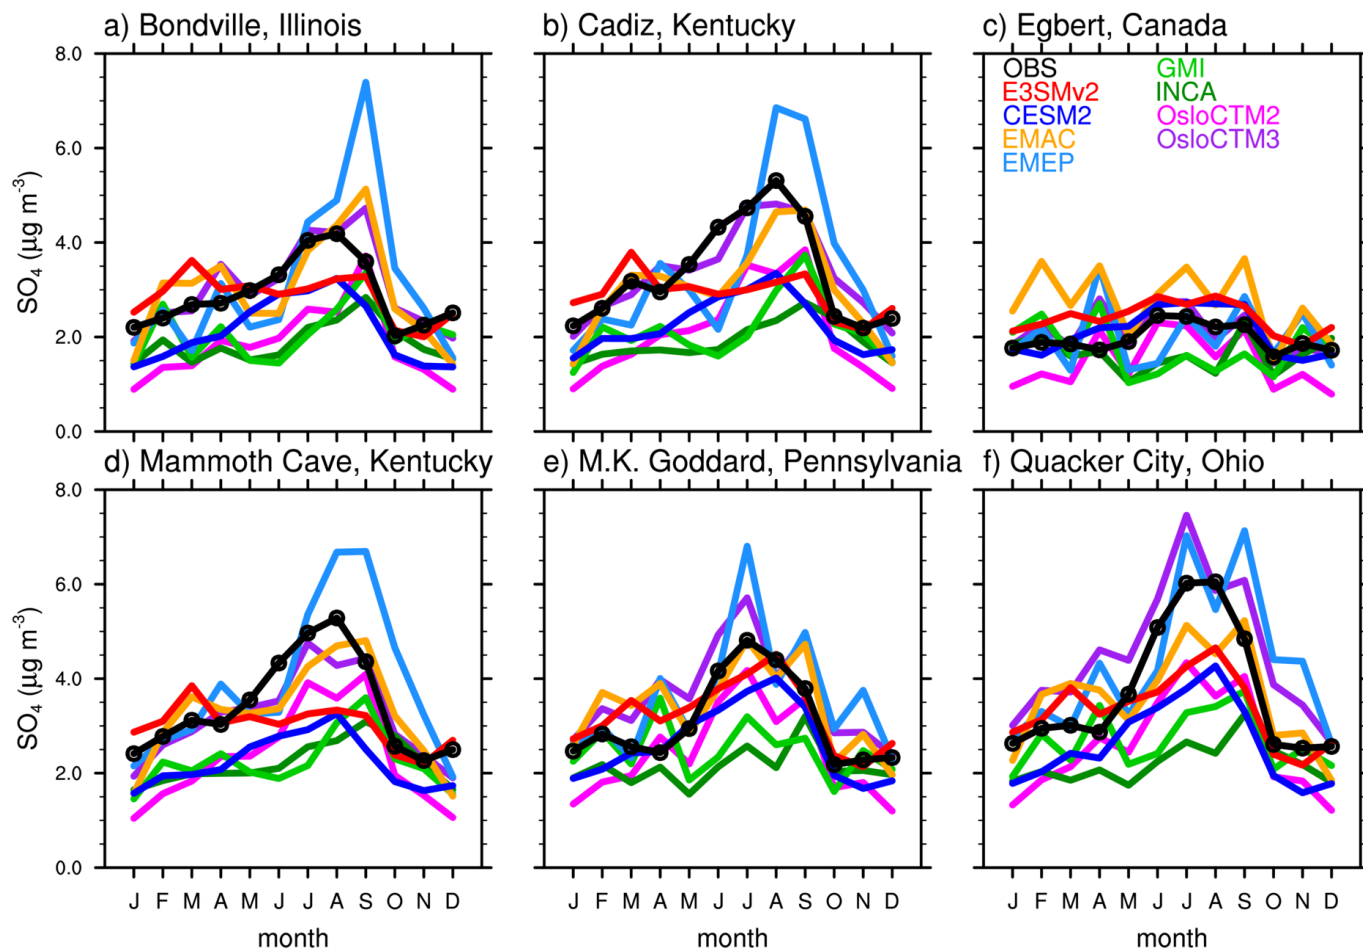 a) Bondville, Illinois
b) Cadiz, Kentucky
c) Egbert, Canada
8.0
6.0
4.0
2.0
0.0
SO4 (µg m-3)
OBS
E3SMv2
CESM2
EMAC
EMEP
GMI
INCA
OsloCTM2
OsloCTM3
d) Mammoth Cave, Kentucky
e) M.K. Goddard, Pennsylvania
f) Quacker City, Ohio
8.0
6.0
4.0
2.0
0.0
SO4 (µg m-3)
J F M A M J J A S O N D
J F M A M J J A S O N D
J F M A M J J A S O N D
month
month
month